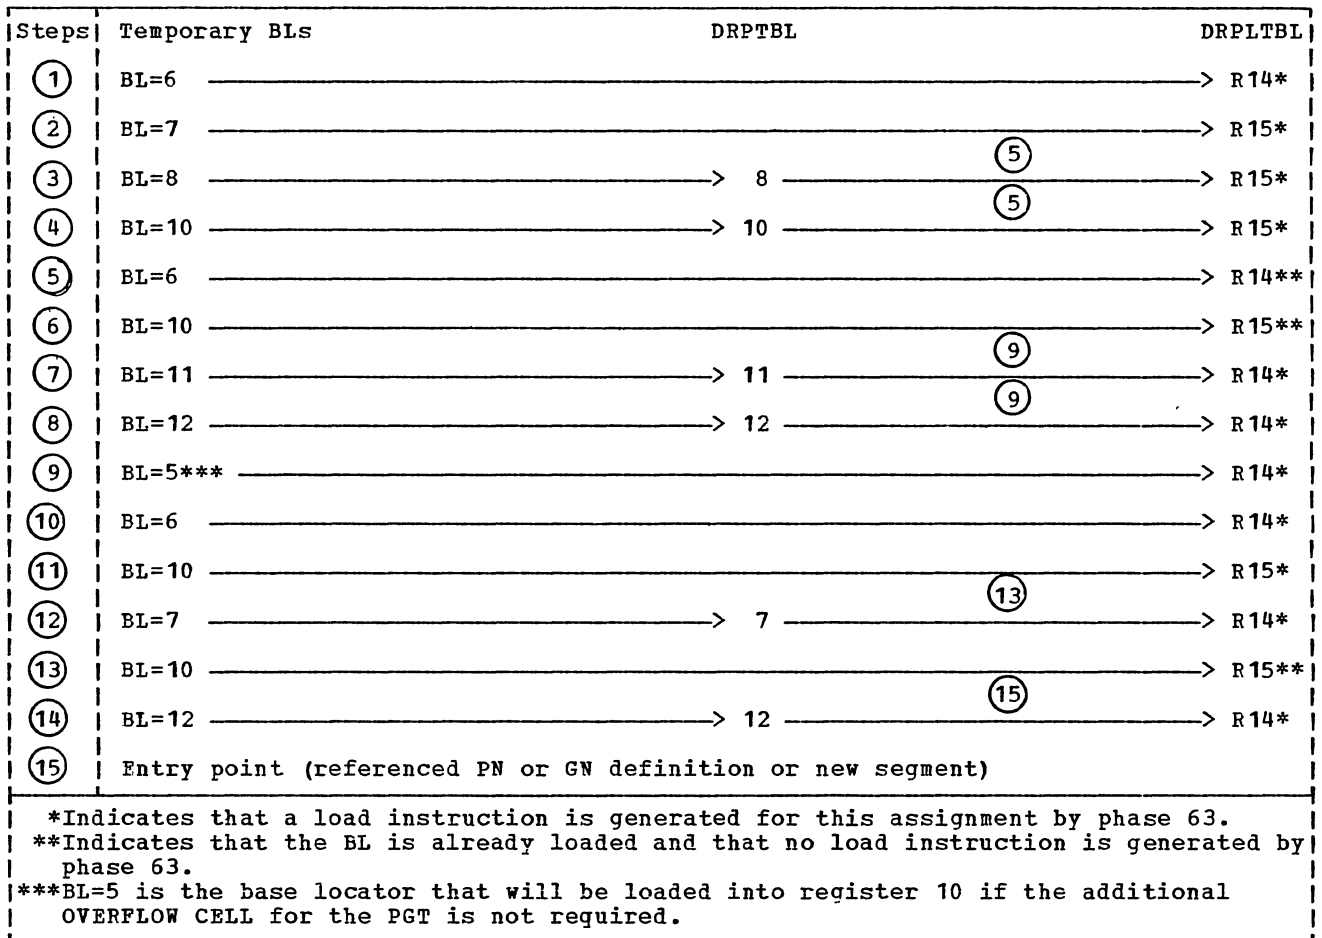 Steps Temporary BLs DRPTBL DRPLTBL
1 BL=6 > R14*
2 BL=7 > R15*
5
3 BL=8 > 8 > R15*
5
4 BL=10 > 10 > R15*
5 BL=6 > R14**
6 BL=10 > R15**
9
7 BL=11 > 11 > R14*
9
8 BL=12 > 12 > R14*
9 BL=5*** > R14*
10 BL=6 > R14*
11 BL=10 > R15*
13
12 BL=7 > 7 > R14*
13 BL=10 > R15**
15
14 BL=12 > 12 > R14*
15 Entry point (referenced PN or GN definition or new segment)
*Indicates that a load instruction is generated for this assignment by phase 63.
**Indicates that the BL is already loaded and that no load instruction is generated by
phase 63.
***BL=5 is the base locator that will be loaded into register 10 if the additional
OVERFLOW CELL for the PGT is not required.